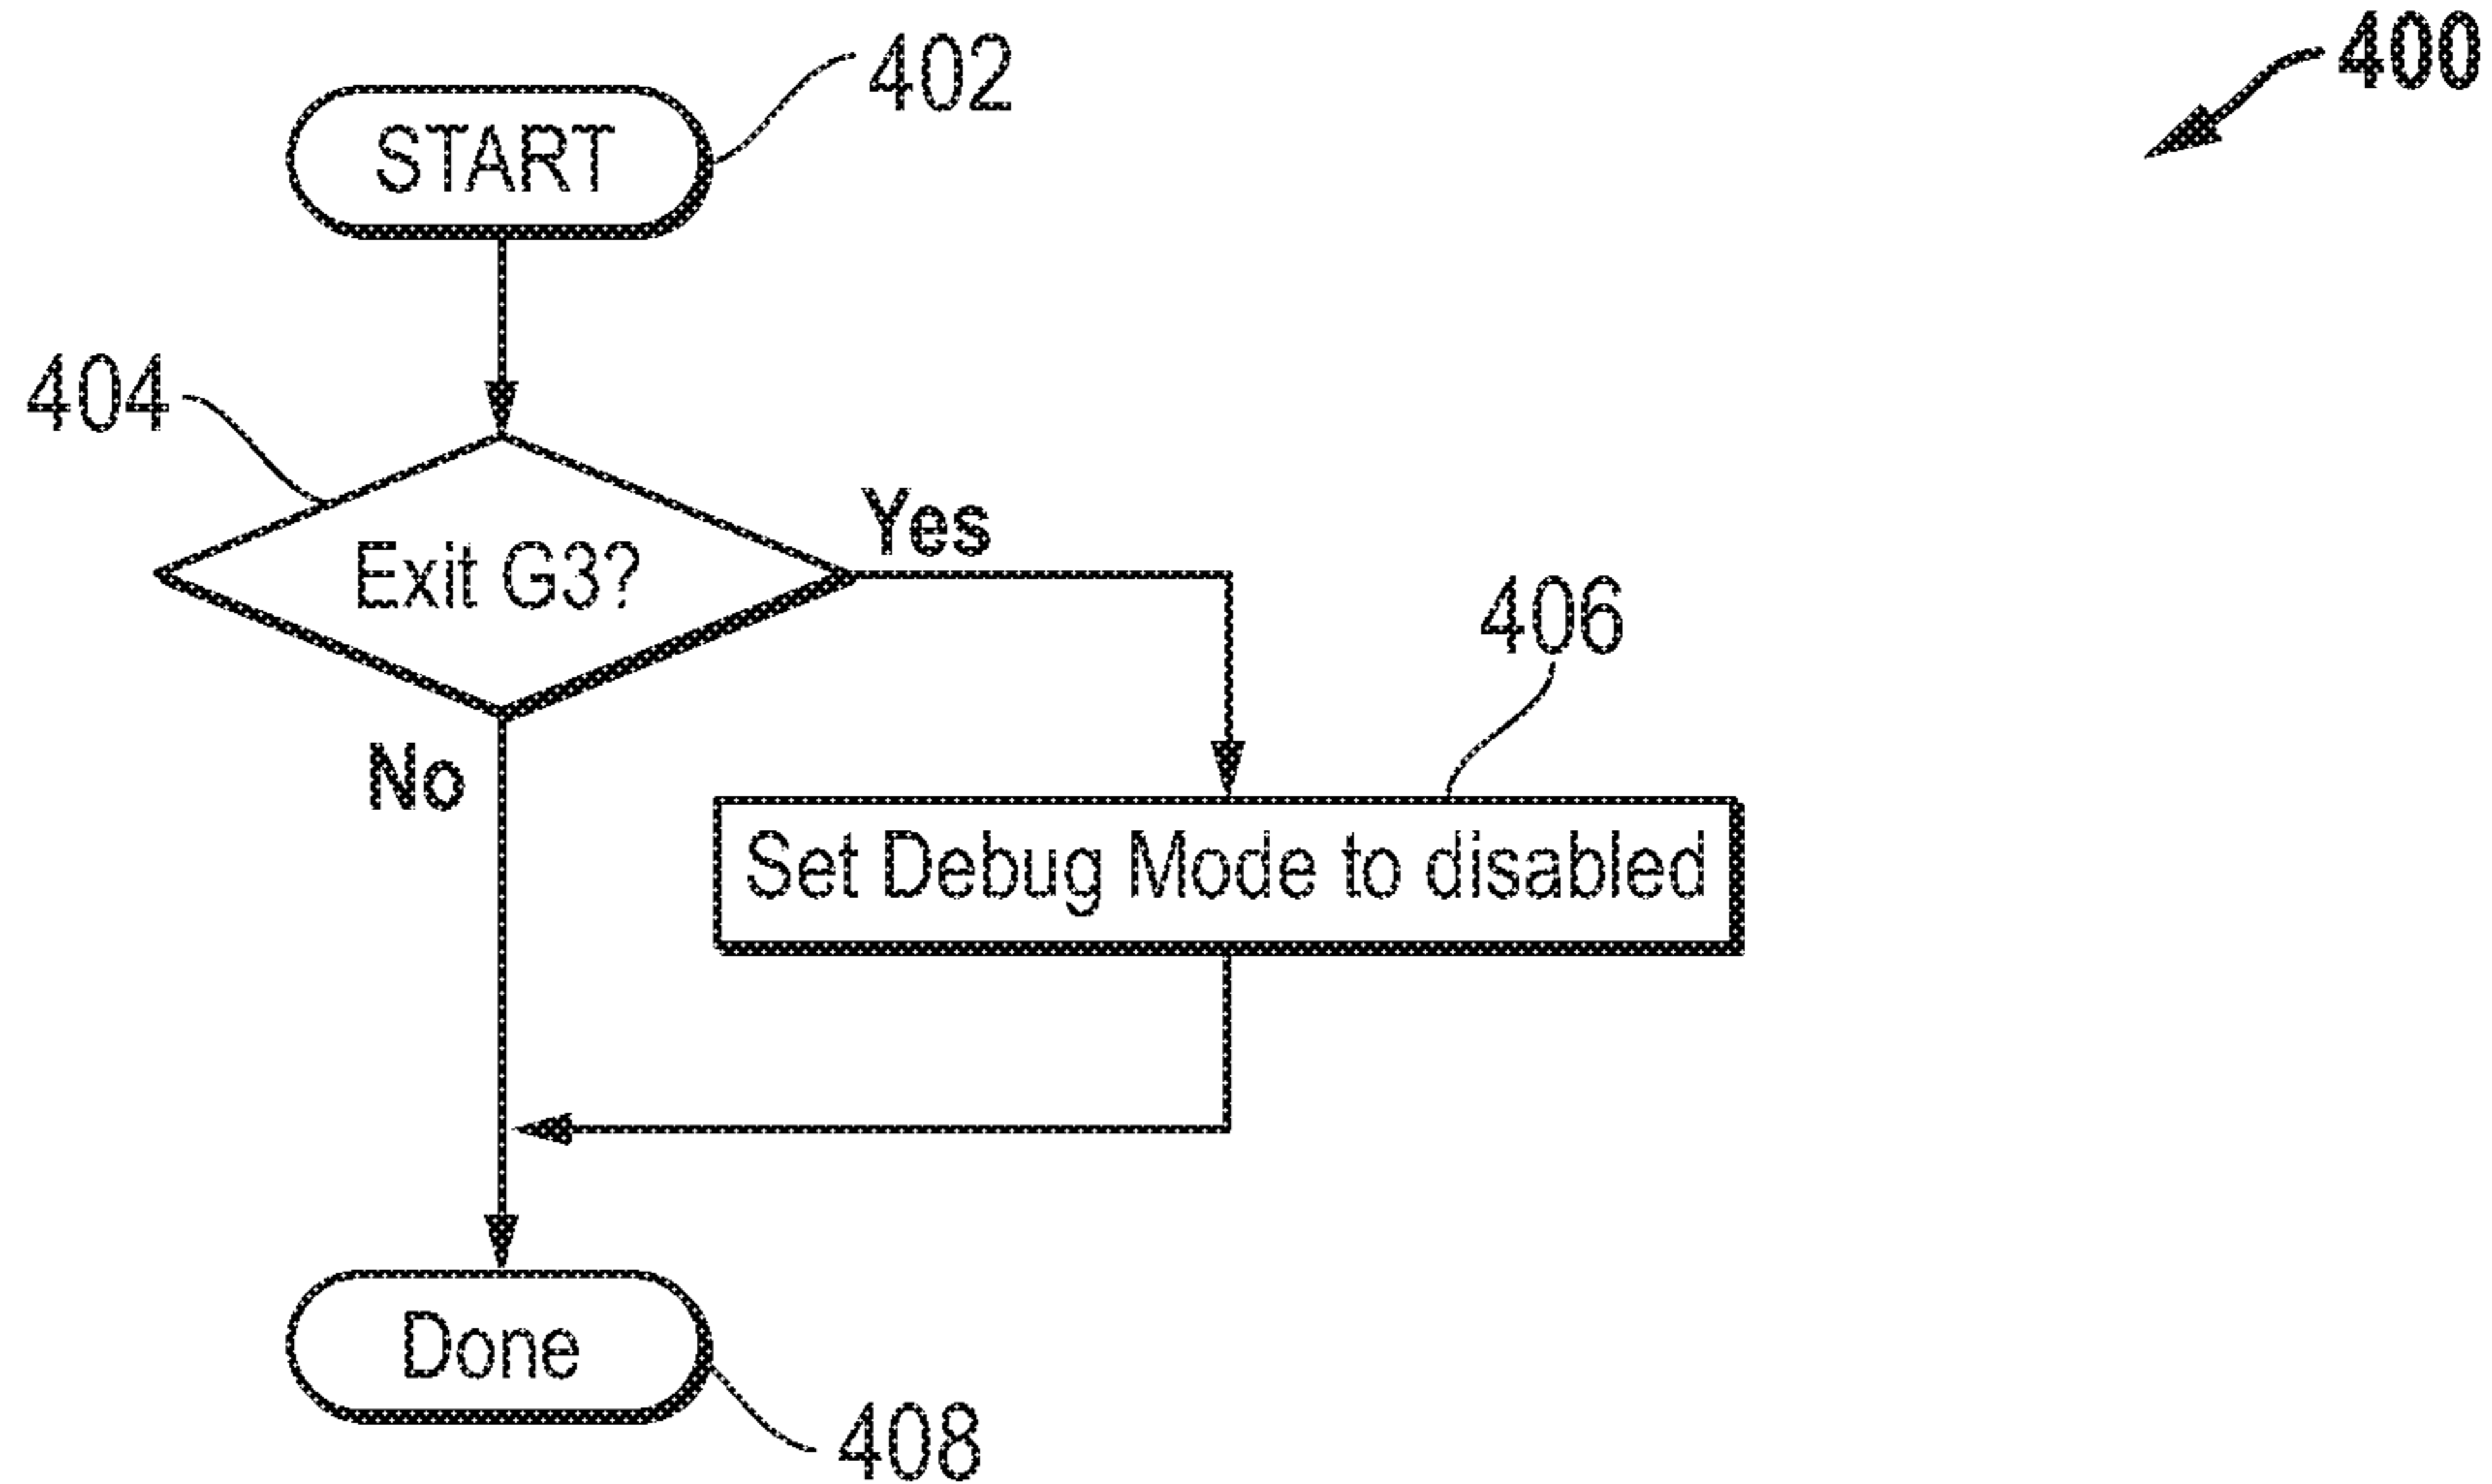 400
402
START
404
Exit G3?
Yes
406
No
Set Debug Mode to disabled
Done
408